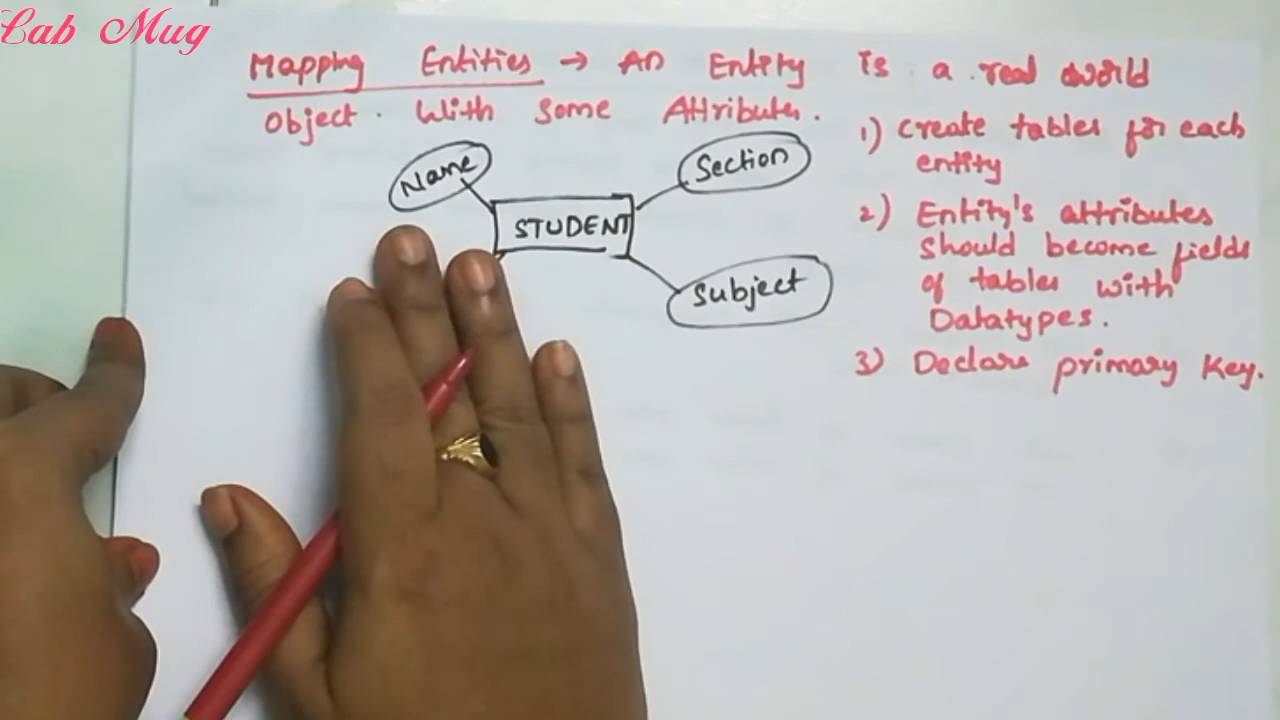 Lab Mug
Mapping Entities → An Entity is a real world
object with some Attributes.
Name
Section
STUDENT
Subject
1) Create tables for each
entity
2) Entity's attributes
should become fields
of tables with
Datatypes.
3) Declare primary key.